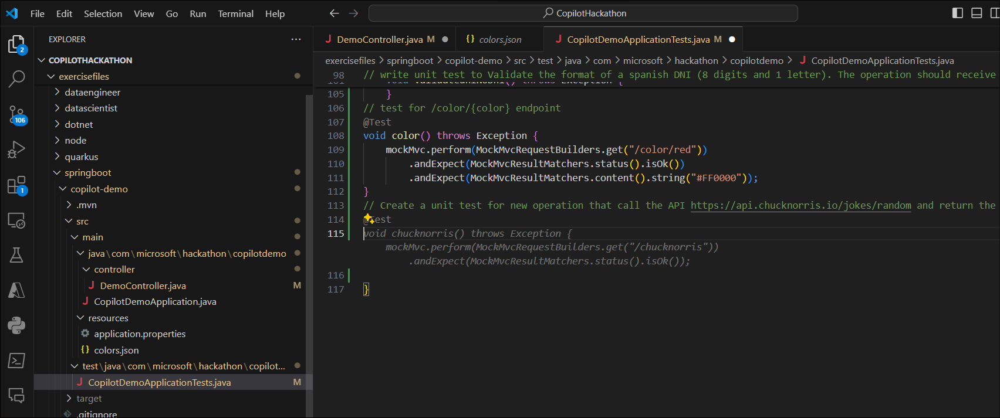 File Edit Selection View Go Run Terminal Help
CopilotHackathon
EXPLORER
COPILOTHACKATHON
exercisefiles
dataengineer
datascientist
dotnet
node
quarkus
springboot
copilot-demo
.mvn
src
main
java\com\microsoft\hackathon\copilotdemo
controller
DemoController.java M
CopilotDemoApplication.java
resources
application.properties
colors.json
test\java\com\microsoft\hackathon\copilot...
CopilotDemoApplicationTests.java M
target
.gitignore
2
106
1
DemoController.java M colors.json CopilotDemoApplicationTests.java M
exercisefiles > springboot > copilot-demo > src > test > java > com > microsoft > hackathon > copilotdemo > CopilotDemoApplicationTests.java
98 // write unit test to Validate the format of a spanish DNI (8 digits and 1 letter). The operation should receive
throws Exception {
105 }
106 // test for /color/{color} endpoint
107 @Test
108 void color() throws Exception {
109 mockMvc.perform(MockMvcRequestBuilders.get("/color/red"))
110 .andExpect(MockMvcResultMatchers.status().isOk())
111 .andExpect(MockMvcResultMatchers.content().string("#FF0000"));
112 }
113 // Create a unit test for new operation that call the API https://api.chucknorris.io/jokes/random and return the
114 @Test
115 void chucknorris() throws Exception {
mockMvc.perform(MockMvcRequestBuilders.get("/chucknorris"))
.andExpect(MockMvcResultMatchers.status().isOk());
116
117 }